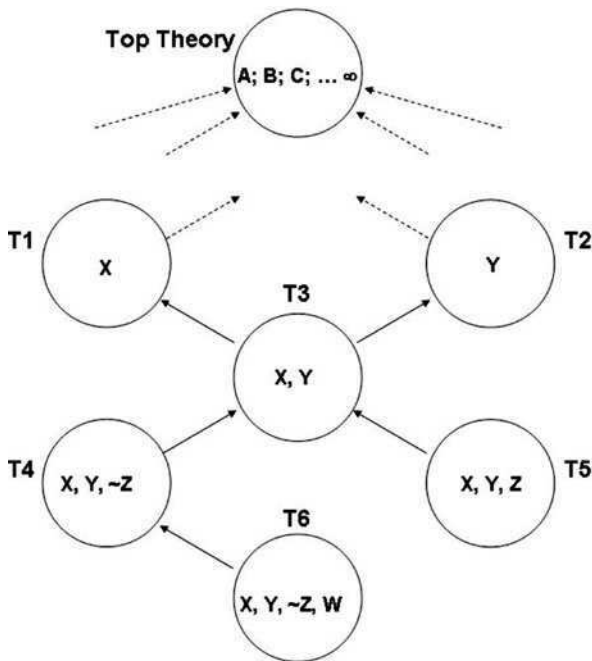 Top Theory
A; B; C; ... ∞
T1
X
T2
Y
T3
X, Y
T4
X, Y, ~Z
T5
X, Y, Z
T6
X, Y, ~Z, W